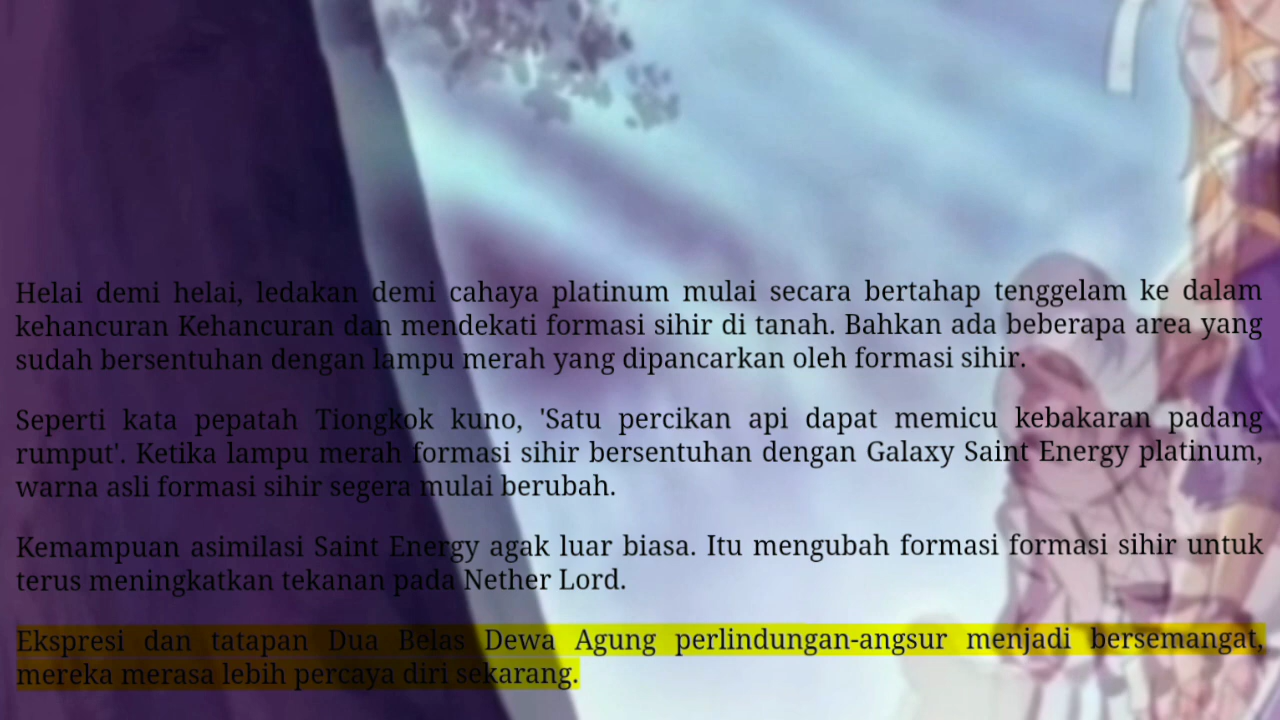 Helai demi helai, ledakan demi cahaya platinum mulai secara bertahap tenggelam ke dalam
kehancuran Kehancuran dan mendekati formasi sihir di tanah. Bahkan ada beberapa area yang
sudah bersentuhan dengan lampu merah yang dipancarkan oleh formasi sihir.
Seperti kata pepatah Tiongkok kuno, 'Satu percikan api dapat memicu kebakaran padang
rumput'. Ketika lampu merah formasi sihir bersentuhan dengan Galaxy Saint Energy platinum,
warna asli formasi sihir segera mulai berubah.
Kemampuan asimilasi Saint Energy agak luar biasa. Itu mengubah formasi formasi sihir untuk
terus meningkatkan tekanan pada Nether Lord.
Ekspresi dan tatapan Dua Belas Dewa Agung perlindungan-angsur menjadi bersemangat,
mereka merasa lebih percaya diri sekarang.